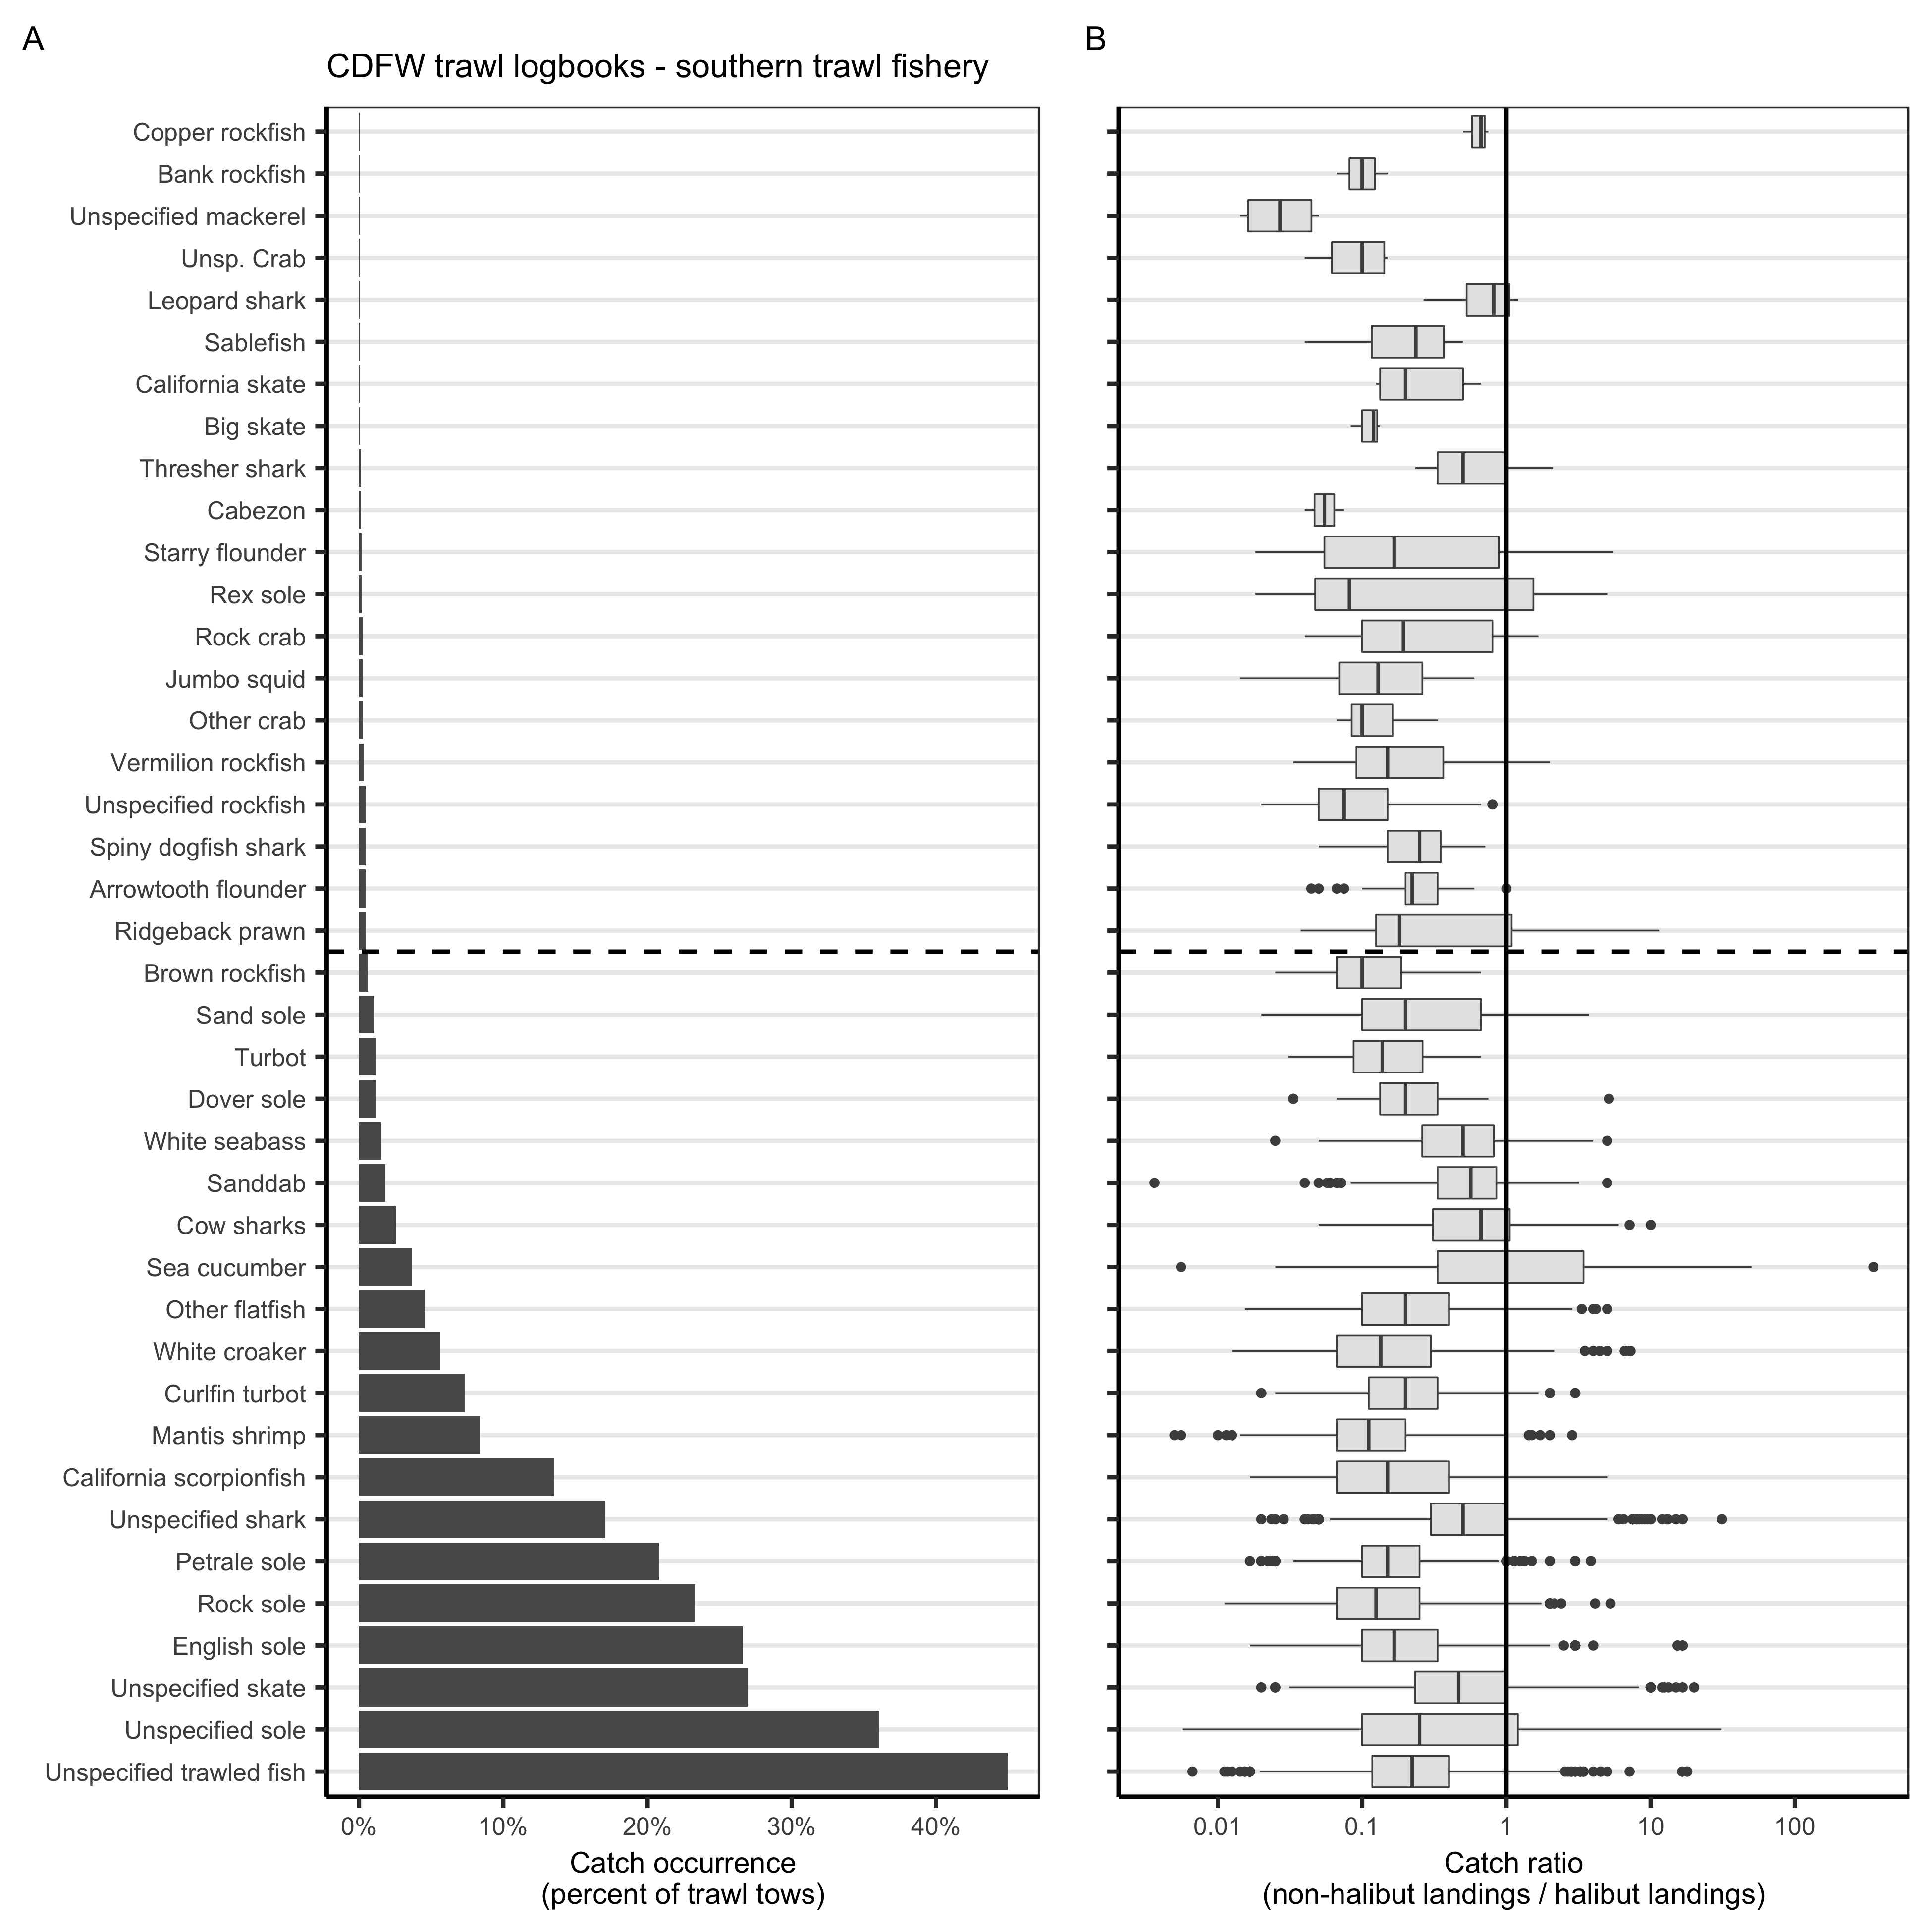 A
B
CDFW trawl logbooks - southern trawl fishery
Copper rockfish
Bank rockfish
Unspecified mackerel
Unsp. Crab
Leopard shark
Sablefish
California skate
Big skate
Thresher shark
Cabezon
Starry flounder
Rex sole
Rock crab
Jumbo squid
Other crab
Vermilion rockfish
Unspecified rockfish
Spiny dogfish shark
Arrowtooth flounder
Ridgeback prawn
Brown rockfish
Sand sole
Turbot
Dover sole
White seabass
Sanddab
Cow sharks
Sea cucumber
Other flatfish
White croaker
Curlfin turbot
Mantis shrimp
California scorpionfish
Unspecified shark
Petrale sole
Rock sole
English sole
Unspecified skate
Unspecified sole
Unspecified trawled fish
0% 10% 20% 30% 40%
Catch occurrence
(percent of trawl tows)
0.01 0.1 1 10 100
Catch ratio
(non-halibut landings / halibut landings)